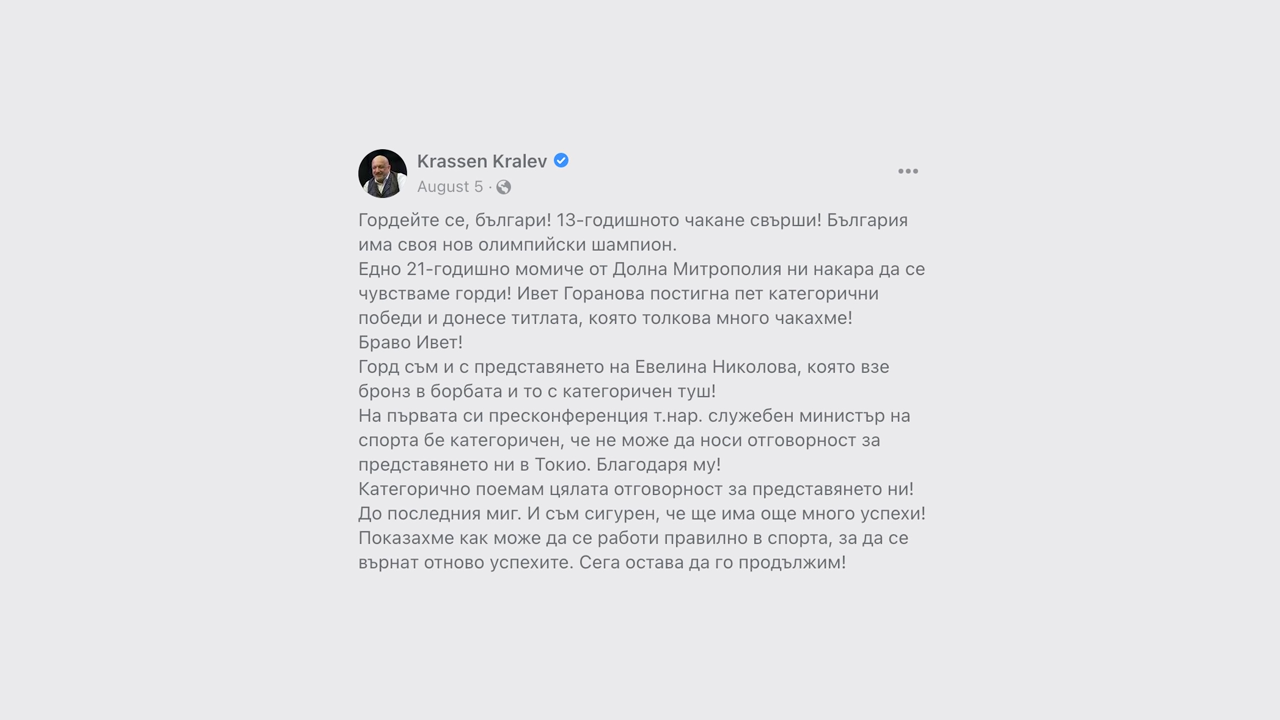 Krassen Kralev
August 5 ·
Гордейте се, българи! 13-годишното чакане свърши! България
има своя нов олимпийски шампион.
Едно 21-годишно момиче от Долна Митрополия ни накара да се
чувстваме горди! Ивет Горанова постигна пет категорични
победи и донесе титлата, която толкова много чакахме!
Браво Ивет!
Горд съм и с представянето на Евелина Николова, която взе
бронз в борбата и то с категоричен туш!
На първата си пресконференция т.нар. служебен министър на
спорта бе категоричен, че не може да носи отговорност за
представянето ни в Токио. Благодаря му!
Категорично поемам цялата отговорност за представянето ни!
До последния миг. И съм сигурен, че ще има още много успехи!
Показахме как може да се работи правилно в спорта, за да се
върнат отново успехите. Сега остава да го продължим!